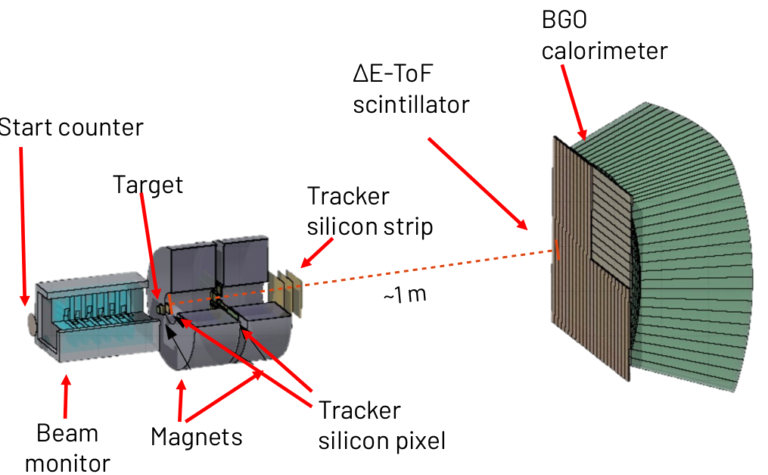 BGO
calorimeter
ΔE-ToF
scintillator
Start counter
Target
Tracker
silicon strip
~1 m
Beam
monitor
Magnets
Tracker
silicon pixel